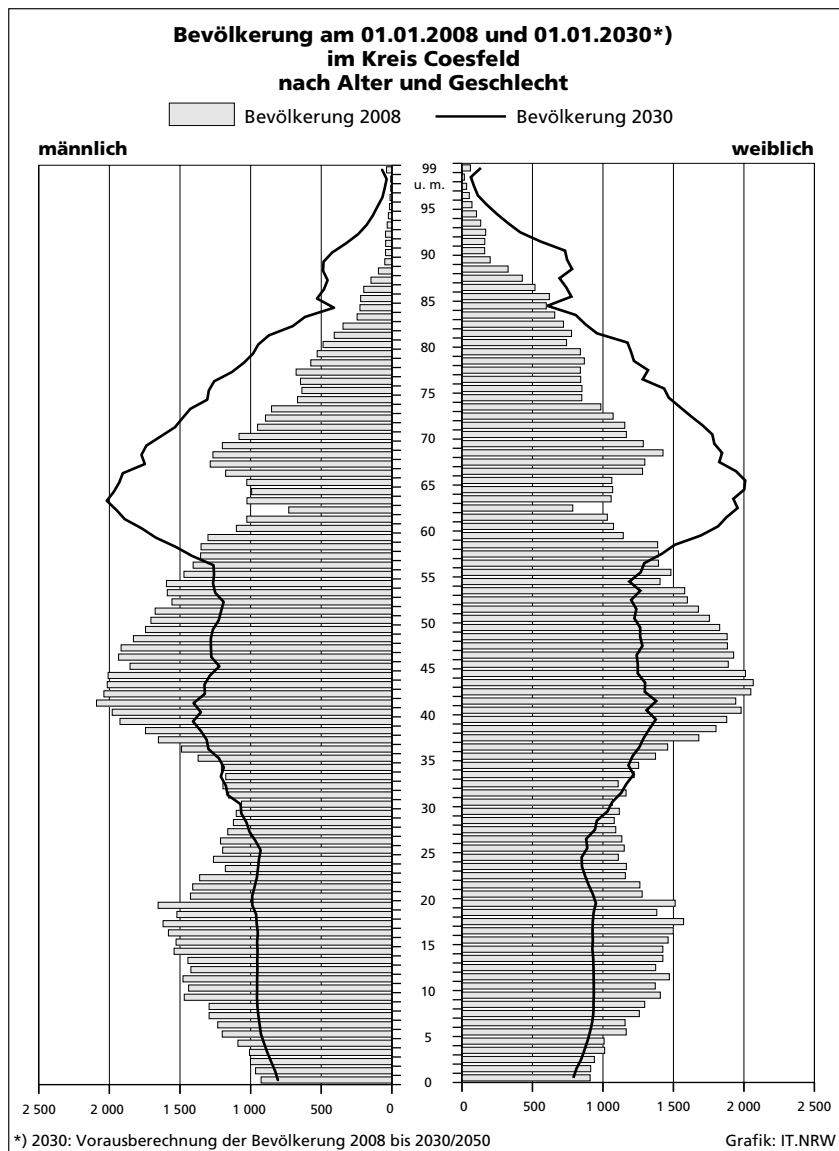 Bevölkerung am 01.01.2008 und 01.01.2030*)
im Kreis Coesfeld
nach Alter und Geschlecht
Bevölkerung 2008 Bevölkerung 2030
männlich weiblich
99
u. m.
95
90
85
80
75
70
65
60
55
50
45
40
35
30
25
20
15
10
5
0
2 500 2 000 1 500 1 000 500 0 0 500 1 000 1 500 2 000 2 500
*) 2030: Vorausberechnung der Bevölkerung 2008 bis 2030/2050 Grafik: IT.NRW